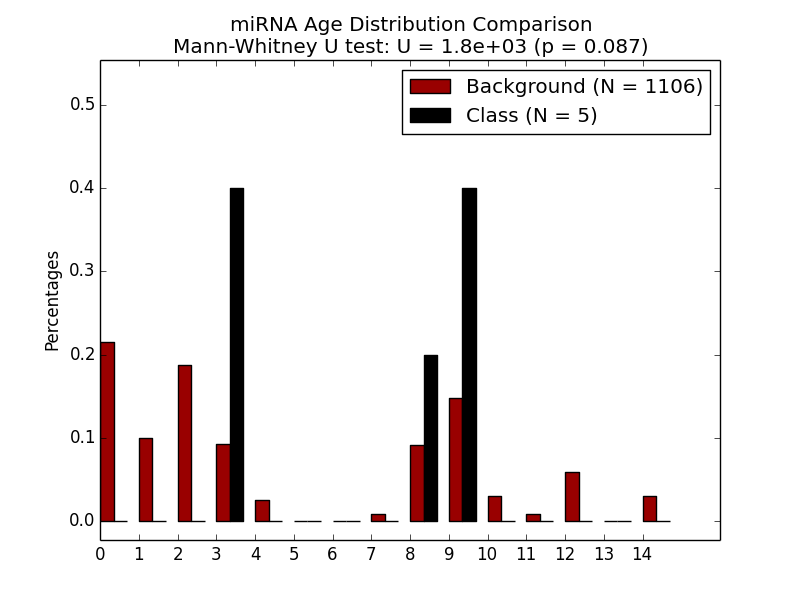 miRNA Age Distribution Comparison
Mann-Whitney U test: U = 1.8e+03 (p = 0.087)
Background (N = 1106)
Class (N = 5)
Percentages
0.5
0.4
0.3
0.2
0.1
0.0
0 1 2 3 4 5 6 7 8 9 10 11 12 13 14